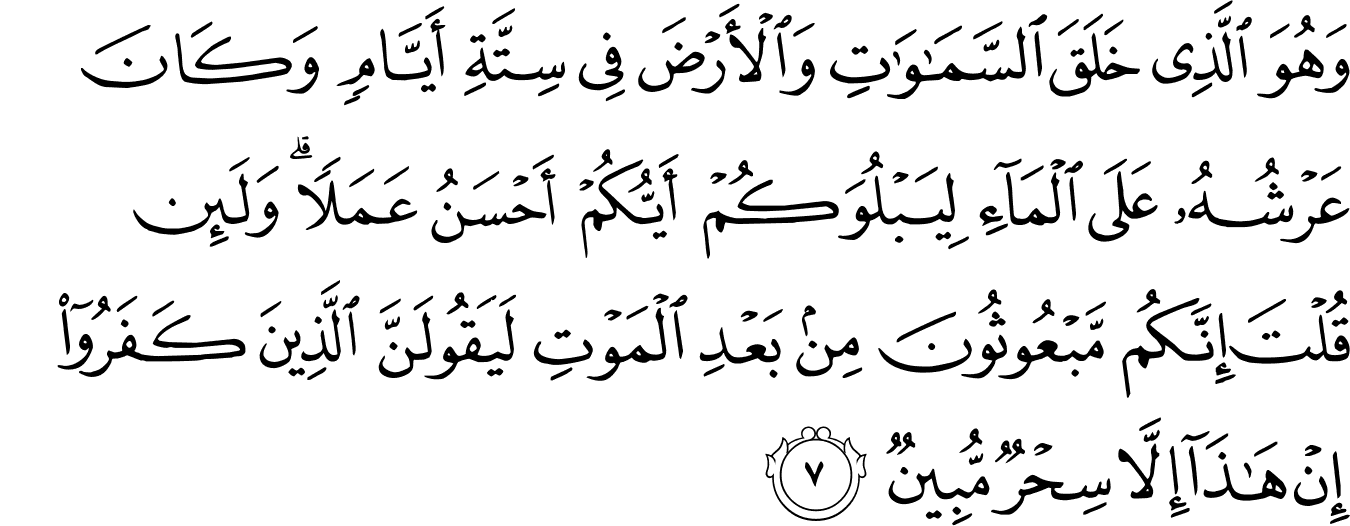 وَهُوَ ٱلَّذِى خَلَقَ ٱلسَّمَـٰوَٰتِ وَٱلْأَرْضَ فِى سِتَّةِ أَيَّامٍ وَكَانَ
عَرْشُهُۥ عَلَى ٱلْمَآءِ لِيَبْلُوَكُمْ أَيُّكُمْ أَحْسَنُ عَمَلًا ۗ وَلَئِن
قُلْتَ إِنَّكُم مَّبْعُوثُونَ مِنۢ بَعْدِ ٱلْمَوْتِ لَيَقُولَنَّ ٱلَّذِينَ كَفَرُوٓا۟
إِنْ هَـٰذَآ إِلَّا سِحْرٌ مُّبِينٌ ٧